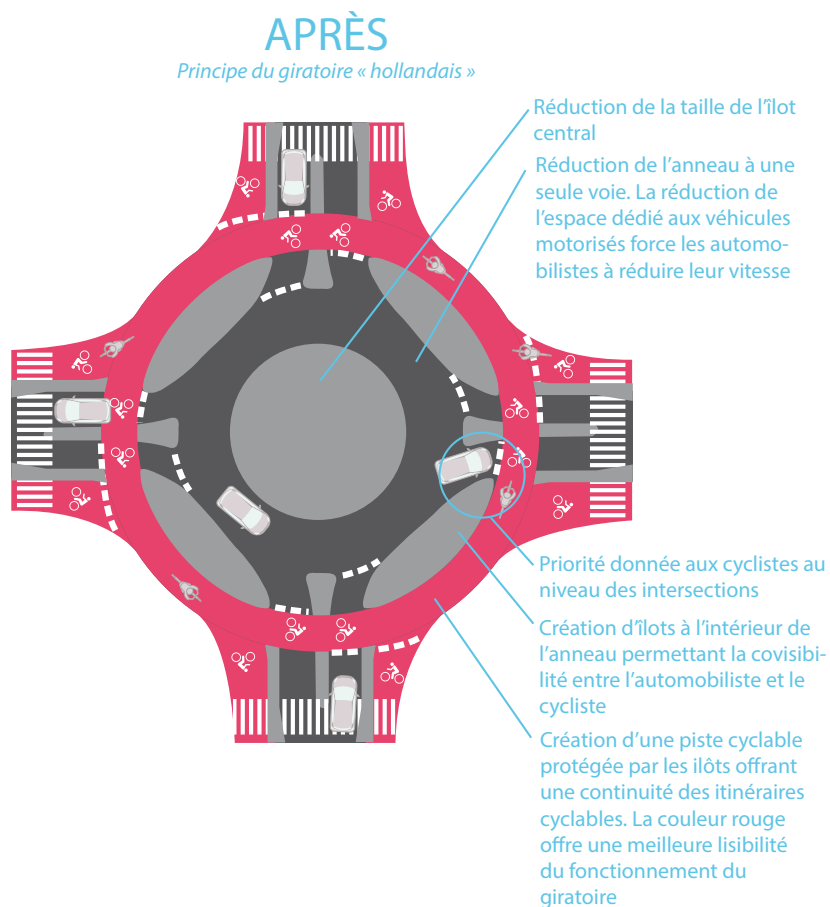 APRÈS
Principe du giratoire « hollandais »
Réduction de la taille de l’îlot
central
Réduction de l’anneau à une
seule voie. La réduction de
l’espace dédié aux véhicules
motorisés force les automo-
bilistes à réduire leur vitesse
Priorité donnée aux cyclistes au
niveau des intersections
Création d’îlots à l’intérieur de
l’anneau permettant la covisibi-
lité entre l’automobiliste et le
cycliste
Création d’une piste cyclable
protégée par les ilôts offrant
une continuité des itinéraires
cyclables. La couleur rouge
offre une meilleure lisibilité
du fonctionnement du
giratoire